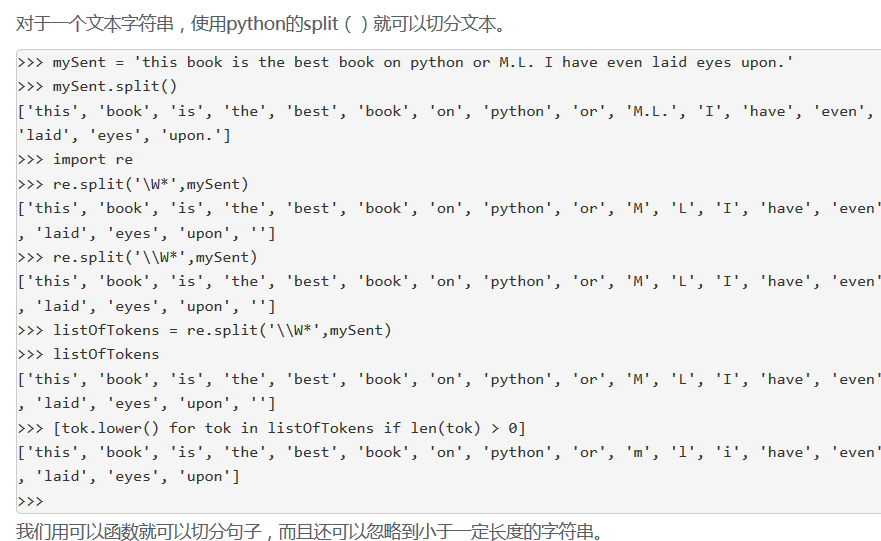 对于一个文本字符串，使用python的split（）就可以切分文本。
>>> mySent = 'this book is the best book on python or M.L. I have even laid eyes upon.'
>>> mySent.split()
['this', 'book', 'is', 'the', 'best', 'book', 'on', 'python', 'or', 'M.L.', 'I', 'have', 'even',
'laid', 'eyes', 'upon.']
>>> import re
>>> re.split('\W*',mySent)
['this', 'book', 'is', 'the', 'best', 'book', 'on', 'python', 'or', 'M', 'L', 'I', 'have', 'even'
, 'laid', 'eyes', 'upon', '']
>>> re.split('\\W*',mySent)
['this', 'book', 'is', 'the', 'best', 'book', 'on', 'python', 'or', 'M', 'L', 'I', 'have', 'even'
, 'laid', 'eyes', 'upon', '']
>>> listOfTokens = re.split('\\W*',mySent)
>>> listOfTokens
['this', 'book', 'is', 'the', 'best', 'book', 'on', 'python', 'or', 'M', 'L', 'I', 'have', 'even'
, 'laid', 'eyes', 'upon', '']
>>> [tok.lower() for tok in listOfTokens if len(tok) > 0]
['this', 'book', 'is', 'the', 'best', 'book', 'on', 'python', 'or', 'm', 'l', 'i', 'have', 'even'
, 'laid', 'eyes', 'upon']
>>>
我们用可以函数就可以切分句子，而且还可以忽略到小于一定长度的字符串。